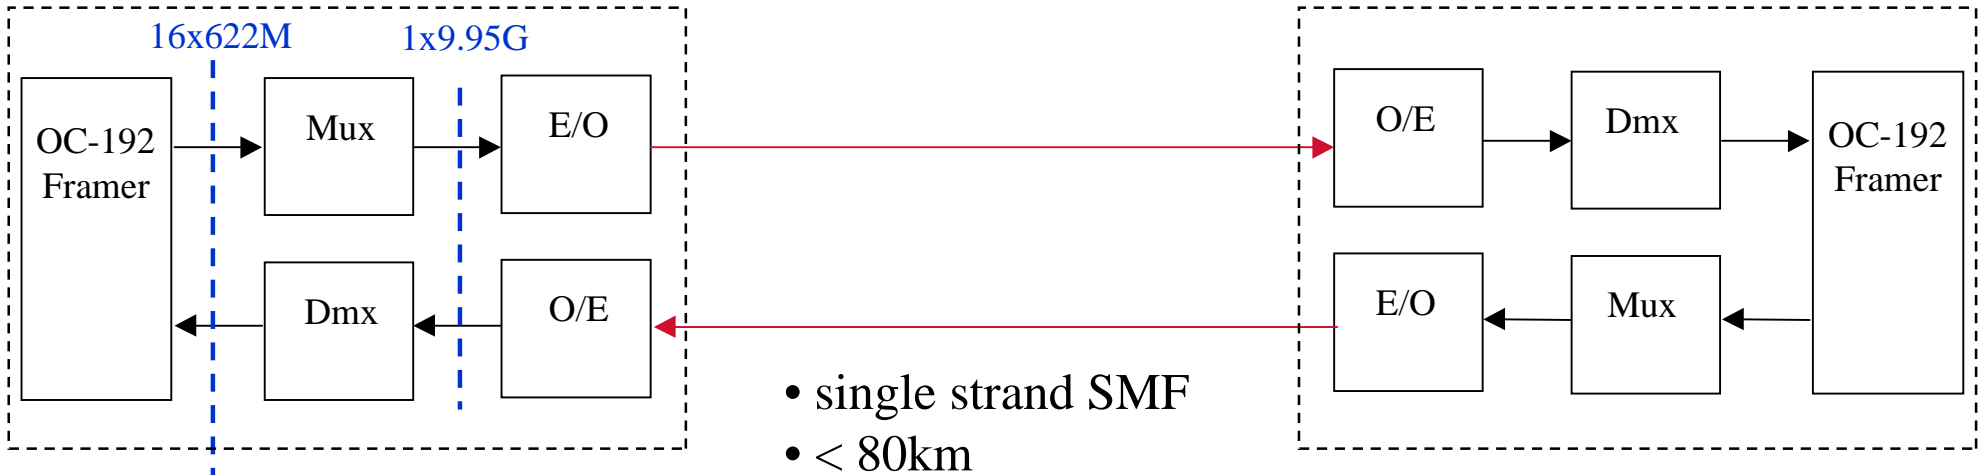 16x622M
1x9.95G
OC-192
Framer
Mux
E/O
Dmx
O/E
O/E
Dmx
OC-192
Framer
E/O
Mux
• single strand SMF
• < 80km